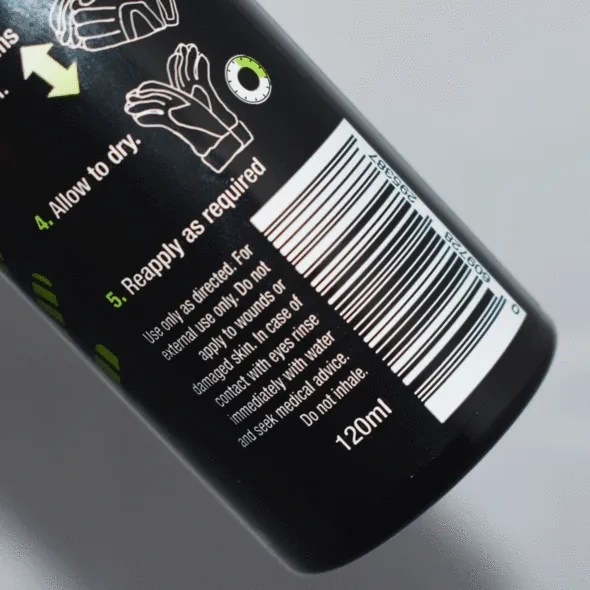 4. Allow to dry.
5. Reapply as required
Use only as directed. For
external use only. Do not
apply to wounds or
damaged skin. In case of
contact with eyes rinse
immediately with water
and seek medical advice.
Do not inhale.
120ml